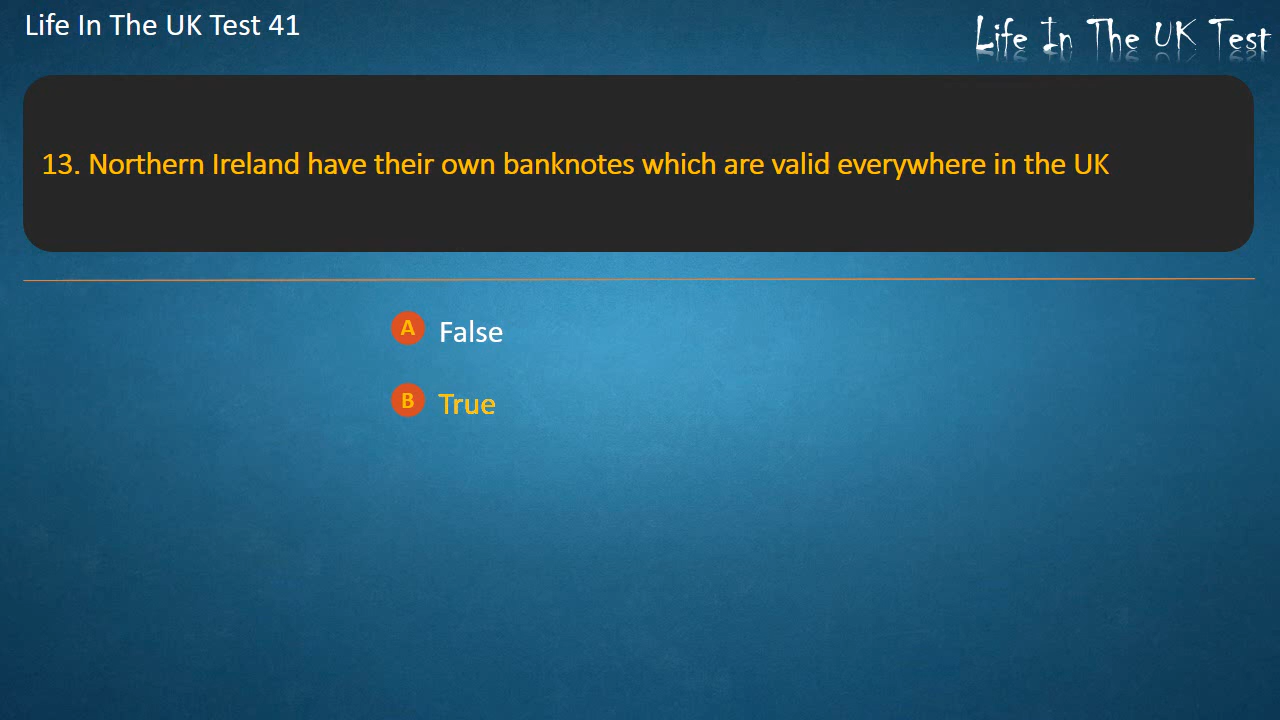 Life In The UK Test 41
Life In The UK Test
13. Northern Ireland have their own banknotes which are valid everywhere in the UK
A False
B True